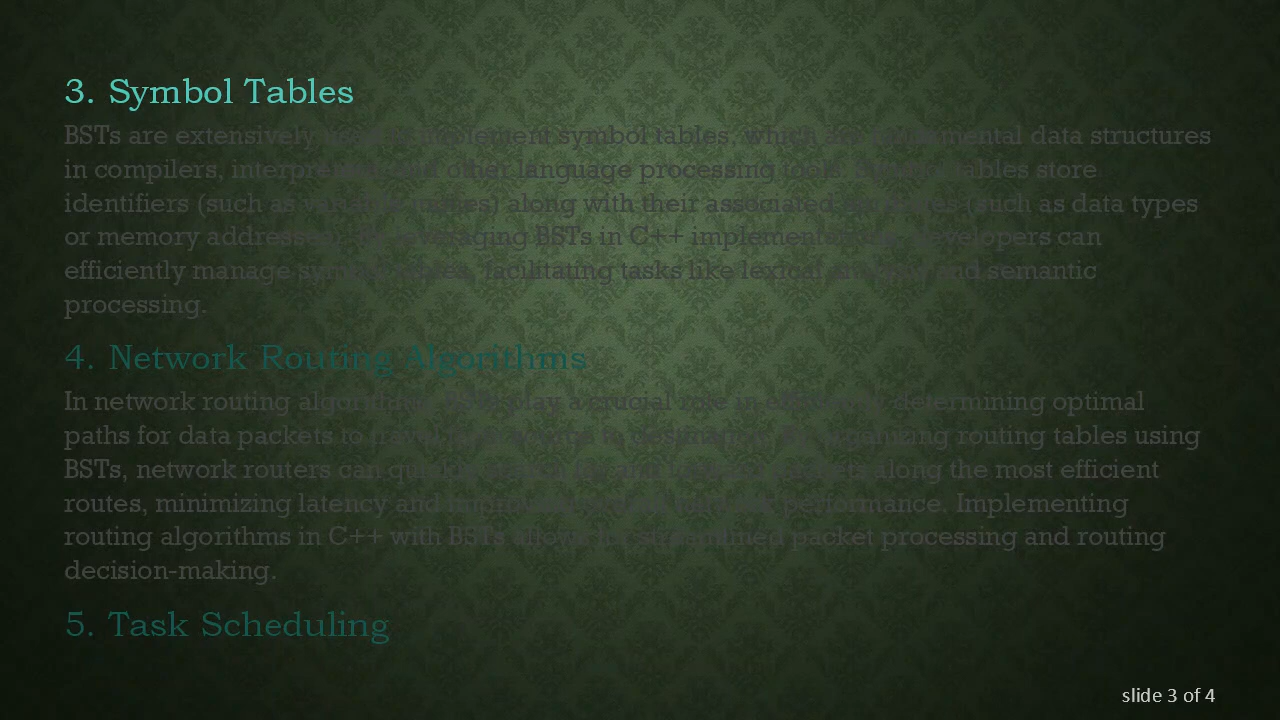 3. Symbol Tables
BSTs are extensively used to implement symbol tables, which are fundamental data structures
in compilers, interpreters, and other language processing tools. Symbol tables store
identifiers (such as variable names) along with their associated attributes (such as data types
or memory addresses). By leveraging BSTs in C++ implementations, developers can
efficiently manage symbol tables, facilitating tasks like lexical analysis and semantic
processing.
4. Network Routing Algorithms
In network routing algorithms, BSTs play a crucial role in efficiently determining optimal
paths for data packets to travel from source to destination. By organizing routing tables using
BSTs, network routers can quickly and packets along the most efficient
routes, minimizing latency and improving network performance. Implementing
routing algorithms in C++ with BSTs allows for streamlined packet processing and routing
decision-making.
5. Task Scheduling
slide 3 of 4